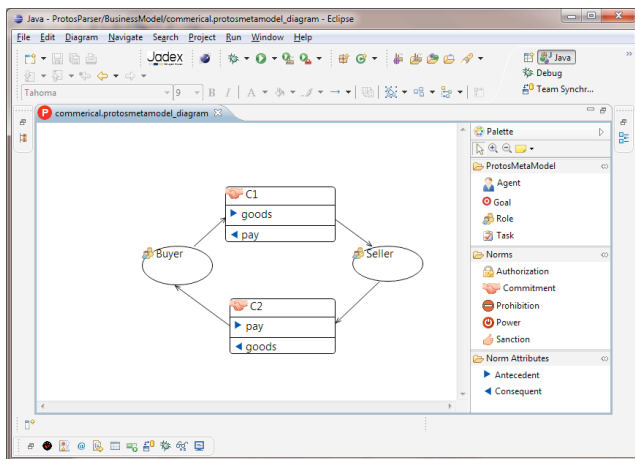 Java - ProtosParser/BusinessModel/commerical.protosmetamodel_diagram - Eclipse
File Edit Diagram Navigate Search Project Run Window Help
Jadex
Java
Debug
Tahoma 9 B I A
Team Synchr...
P commerical.protosmetamodel_diagram
Palette
ProtosMetaModel
Agent
Goal
Role
Task
Norms
Authorization
Commitment
Prohibition
Power
Sanction
Norm Attributes
Antecedent
Consequent
C1
goods
pay
Buyer
Seller
C2
pay
goods